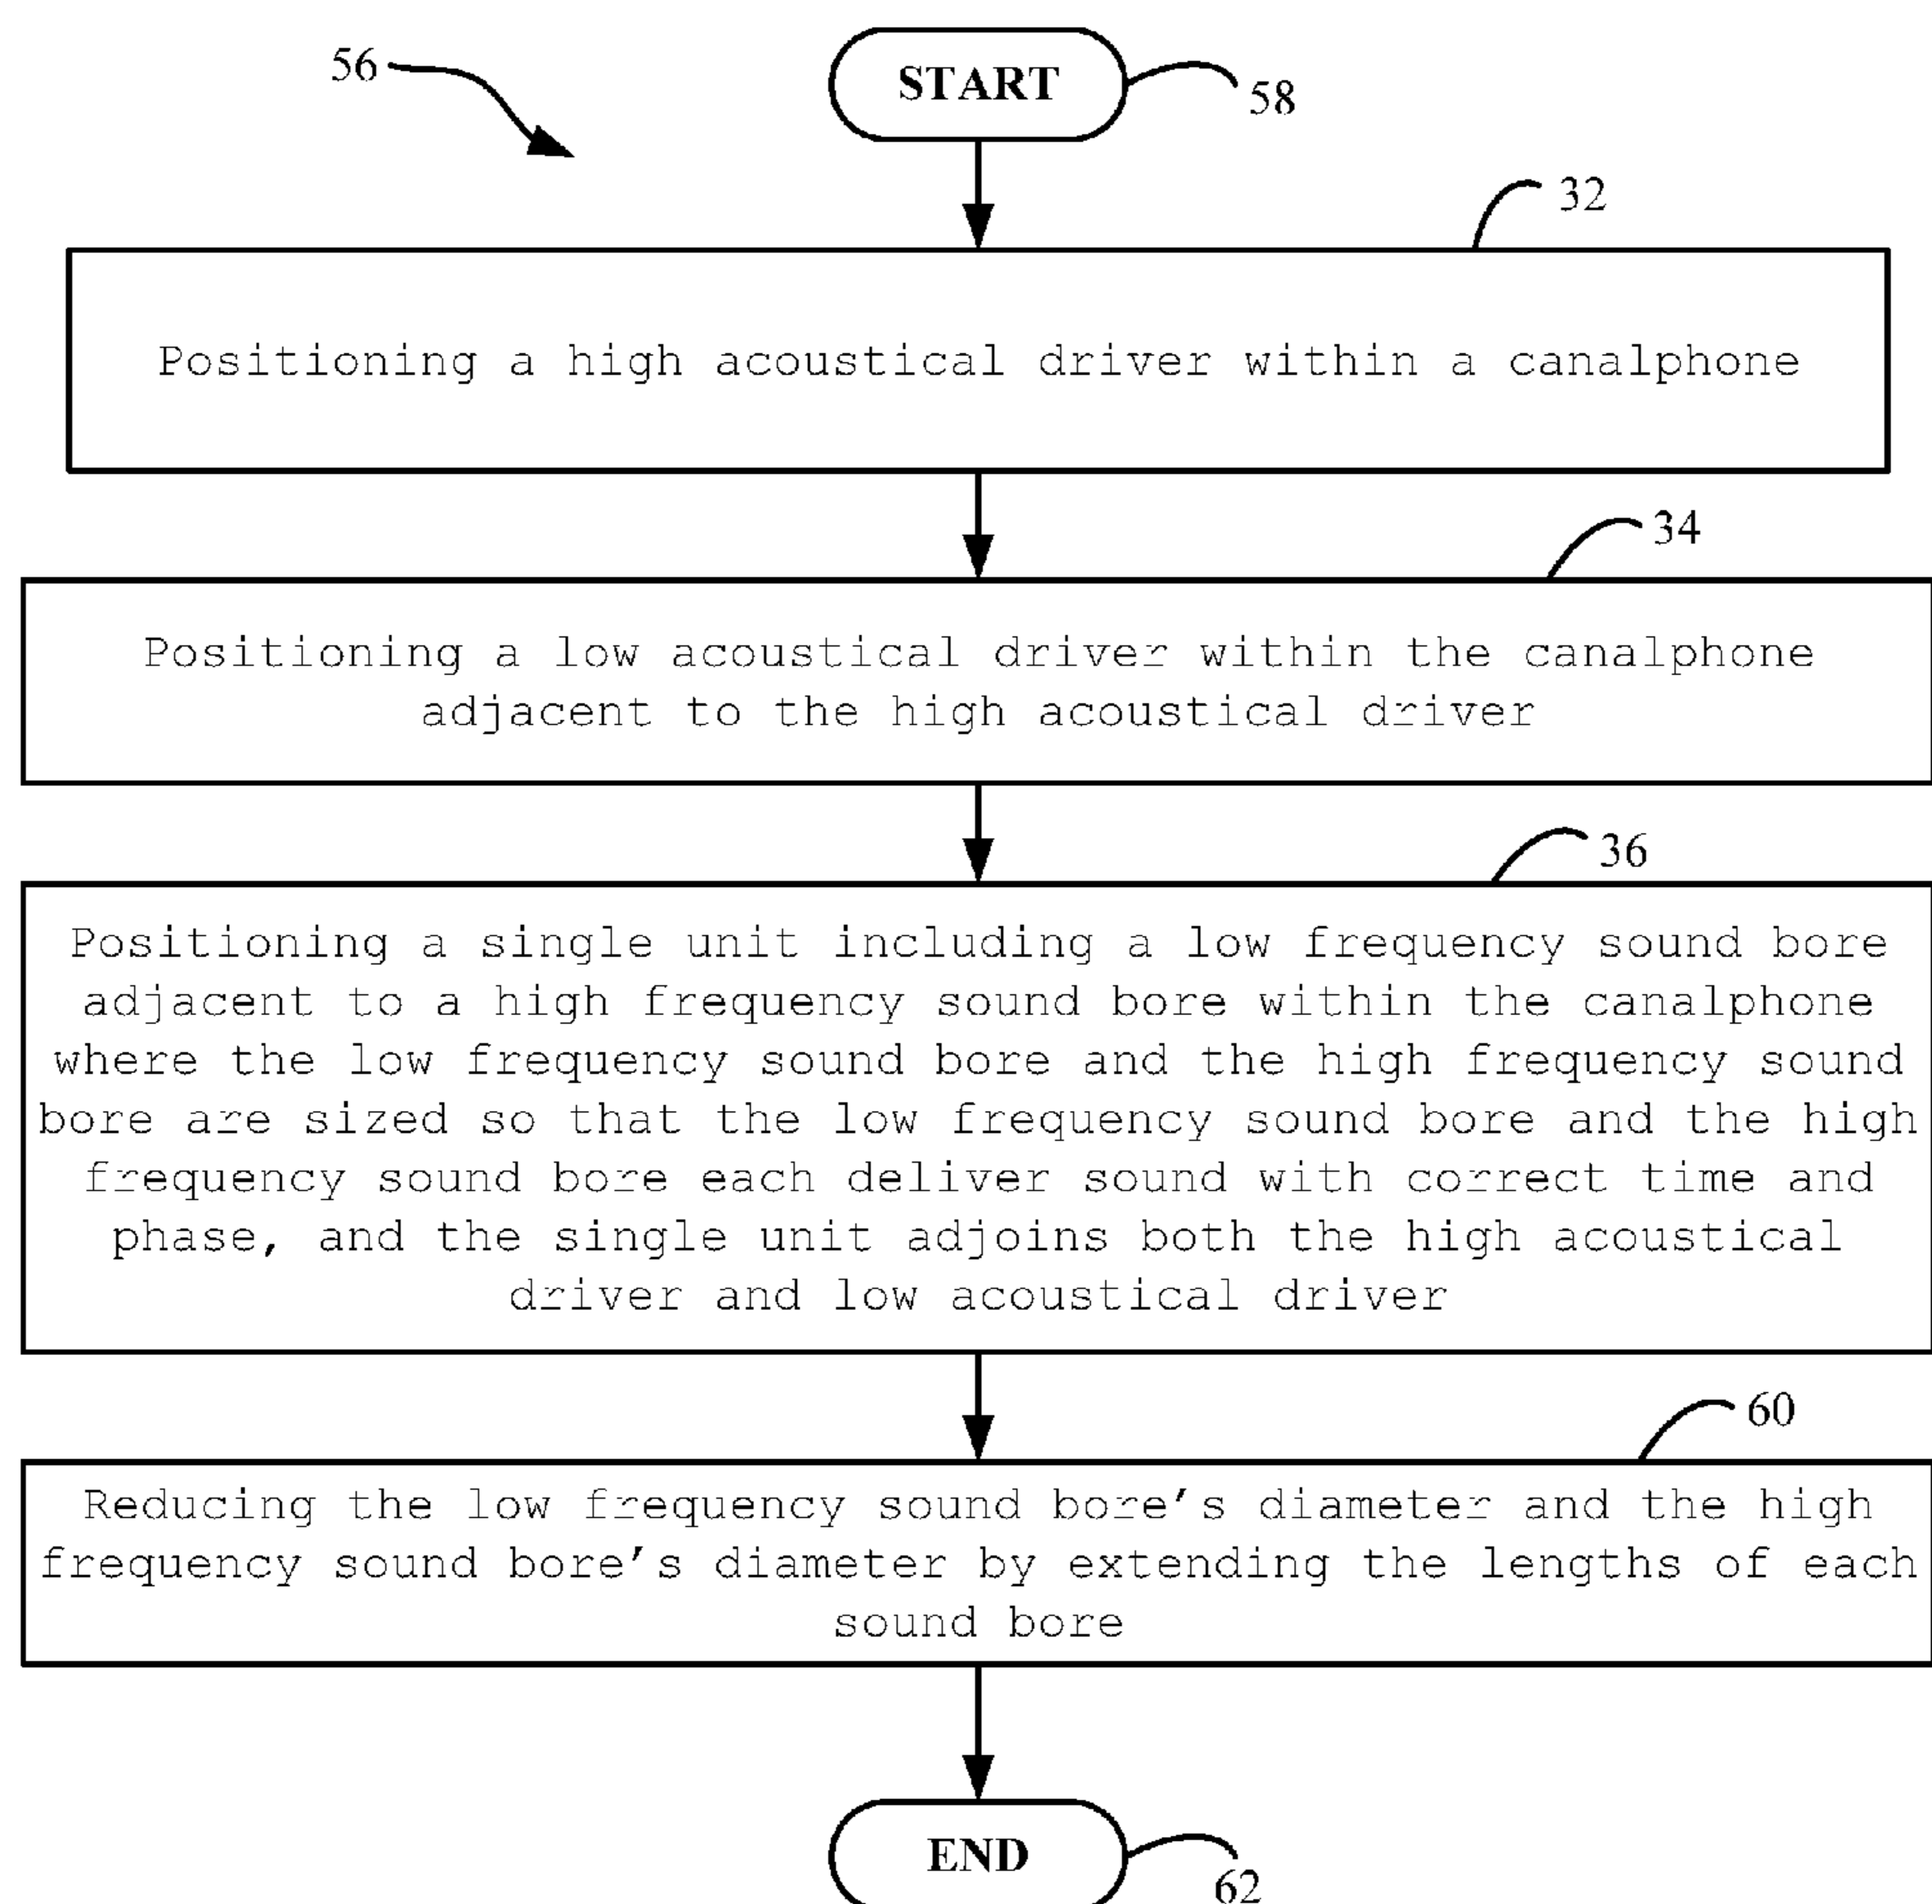 56
START
58
32
Positioning a high acoustical driver within a canalphone
34
Positioning a low acoustical driver within the canalphone
adjacent to the high acoustical driver
36
Positioning a single unit including a low frequency sound bore
adjacent to a high frequency sound bore within the canalphone
where the low frequency sound bore and the high frequency sound
bore are sized so that the low frequency sound bore and the high
frequency sound bore each deliver sound with correct time and
phase, and the single unit adjoins both the high acoustical
driver and low acoustical driver
60
Reducing the low frequency sound bore’s diameter and the high
frequency sound bore’s diameter by extending the lengths of each
sound bore
END
62